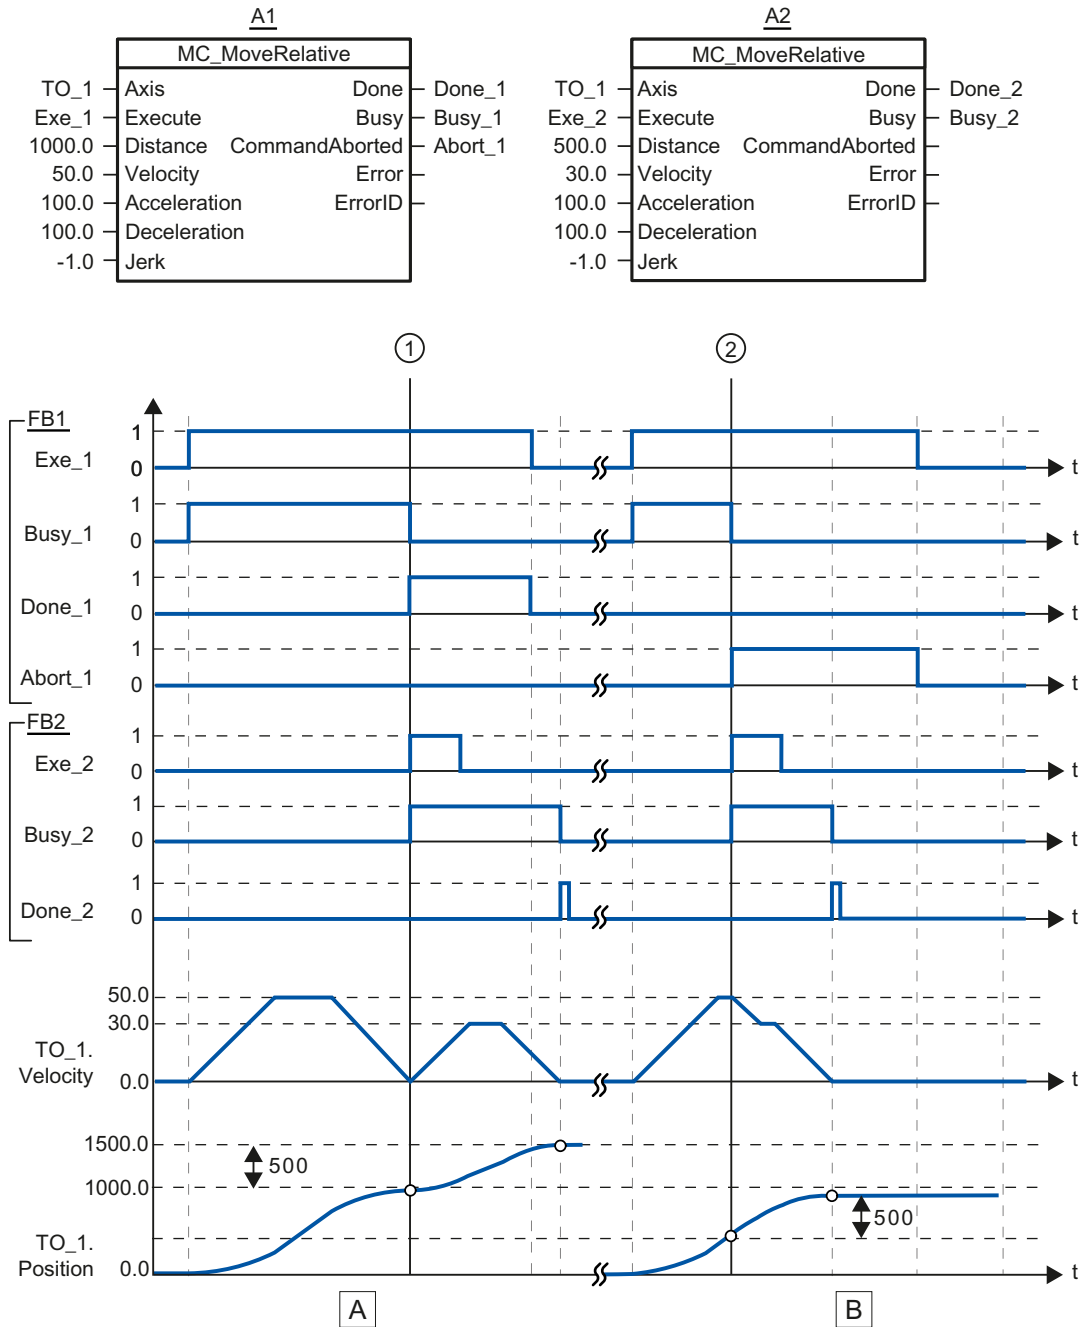 A1
MC_MoveRelative
TO_1 Axis Done Done_1
Exe_1 Execute Busy Busy_1
1000.0 Distance CommandAborted Abort_1
50.0 Velocity Error
100.0 Acceleration ErrorID
100.0 Deceleration
-1.0 Jerk
A2
MC_MoveRelative
TO_1 Axis Done Done_2
Exe_2 Execute Busy Busy_2
500.0 Distance CommandAborted
30.0 Velocity Error
100.0 Acceleration ErrorID
100.0 Deceleration
-1.0 Jerk
1 2
FB1
Exe_1 1 0 t
Busy_1 1 0 t
Done_1 1 0 t
Abort_1 1 0 t
FB2
Exe_2 1 0 t
Busy_2 1 0 t
Done_2 1 0 t
50.0
30.0
TO_1.
Velocity
0.0 t
1500.0
500
1000.0
500
TO_1.
Position
0.0 t
A B